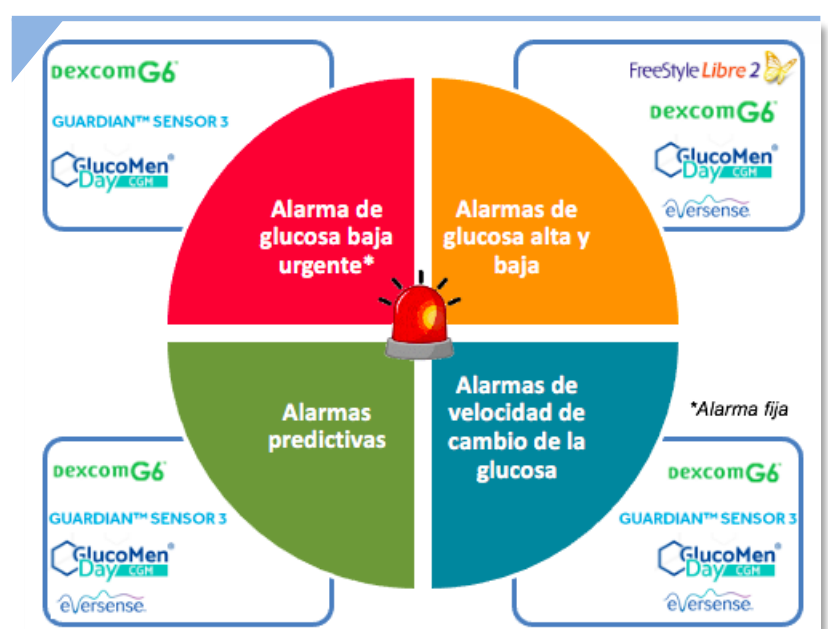 Dexcom G6
GUARDIAN™ SENSOR 3
GlucoMen®
Day CGM
FreeStyle Libre 2
Dexcom G6
GlucoMen®
Day CGM
eversense.
Alarma de
glucosa baja
urgente*
Alarmas de
glucosa alta y
baja
Alarmas
predictivas
Alarmas de
velocidad de
cambio de la
glucosa
*Alarma fija
Dexcom G6
GUARDIAN™ SENSOR 3
GlucoMen®
Day CGM
eversense.
Dexcom G6
GUARDIAN™ SENSOR 3
GlucoMen®
Day CGM
eversense.